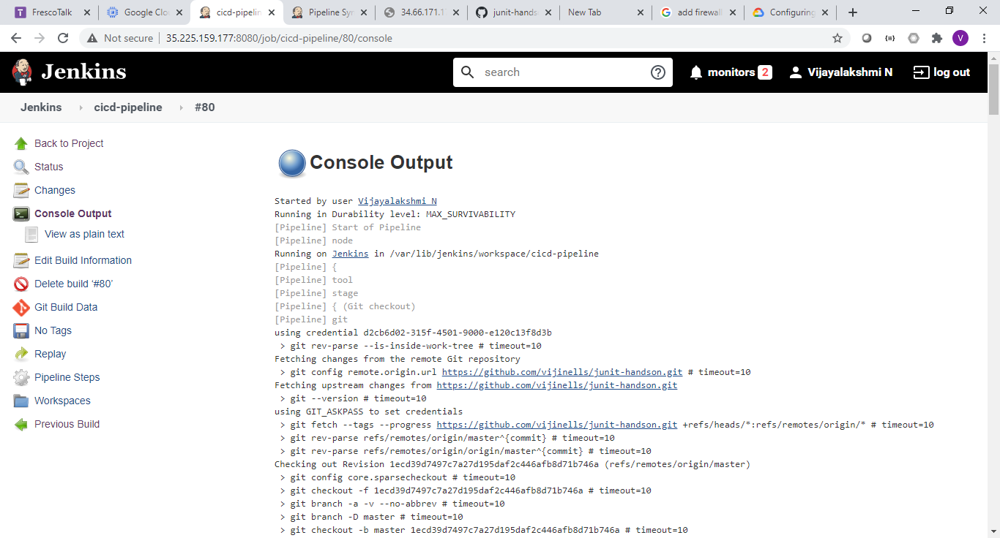 FrescoTalk
Google Clo
cicd-pipelin
Pipeline Syn
34.66.171.1
junit-hands
New Tab
add firewall
Configuring
Not secure
35.225.159.177:8080/job/cicd-pipeline/80/console
V
Jenkins
search
monitors 2
Vijayalakshmi N
log out
Jenkins
cicd-pipeline
#80
Back to Project
Status
Changes
Console Output
View as plain text
Edit Build Information
Delete build ‘#80’
Git Build Data
No Tags
Replay
Pipeline Steps
Workspaces
Previous Build
Console Output
Started by user Vijayalakshmi N
Running in Durability level: MAX_SURVIVABILITY
[Pipeline] Start of Pipeline
[Pipeline] node
Running on Jenkins in /var/lib/jenkins/workspace/cicd-pipeline
[Pipeline] {
[Pipeline] tool
[Pipeline] stage
[Pipeline] { (Git checkout)
[Pipeline] git
using credential d2cb6d02-315f-4501-9000-e120c13f8d3b
> git rev-parse --is-inside-work-tree # timeout=10
Fetching changes from the remote Git repository
> git config remote.origin.url https://github.com/vijinells/junit-handson.git # timeout=10
Fetching upstream changes from https://github.com/vijinells/junit-handson.git
> git --version # timeout=10
using GIT_ASKPASS to set credentials
> git fetch --tags --progress https://github.com/vijinells/junit-handson.git +refs/heads/*:refs/remotes/origin/* # timeout=10
> git rev-parse refs/remotes/origin/master^{commit} # timeout=10
> git rev-parse refs/remotes/origin/origin/master^{commit} # timeout=10
Checking out Revision 1ecd39d7497c7a27d195daf2c446afb8d71b746a (refs/remotes/origin/master)
> git config core.sparsecheckout # timeout=10
> git checkout -f 1ecd39d7497c7a27d195daf2c446afb8d71b746a # timeout=10
> git branch -a -v --no-abbrev # timeout=10
> git branch -D master # timeout=10
> git checkout -b master 1ecd39d7497c7a27d195daf2c446afb8d71b746a # timeout=10